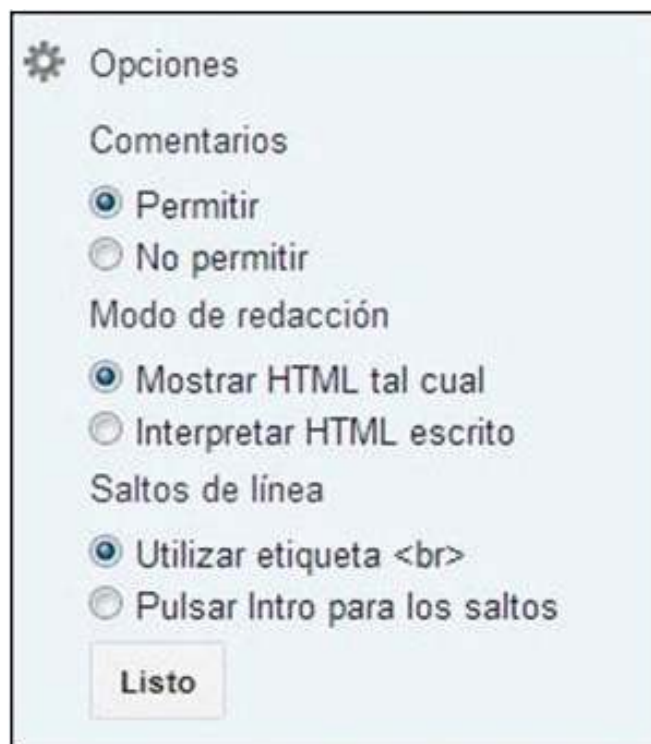 Opciones
Comentarios
Permitir
No permitir
Modo de redacción
Mostrar HTML tal cual
Interpretar HTML escrito
Saltos de línea
Utilizar etiqueta <br>
Pulsar Intro para los saltos
Listo